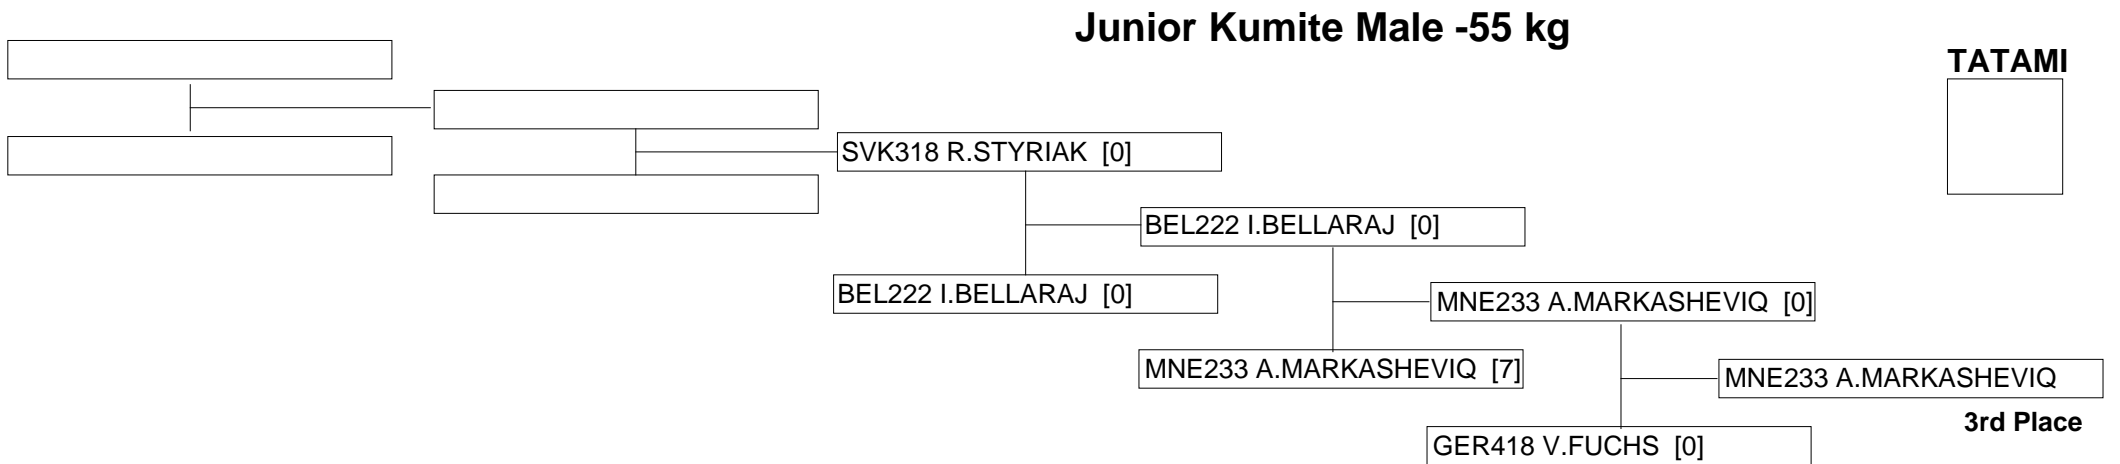 Junior Kumite Male -55 kg
TATAMI
SVK318 R.STYRIAK [0]
BEL222 I.BELLARAJ [0]
BEL222 I.BELLARAJ [0]
MNE233 A.MARKASHEVIQ [0]
MNE233 A.MARKASHEVIQ [7]
MNE233 A.MARKASHEVIQ
3rd Place
GER418 V.FUCHS [0]